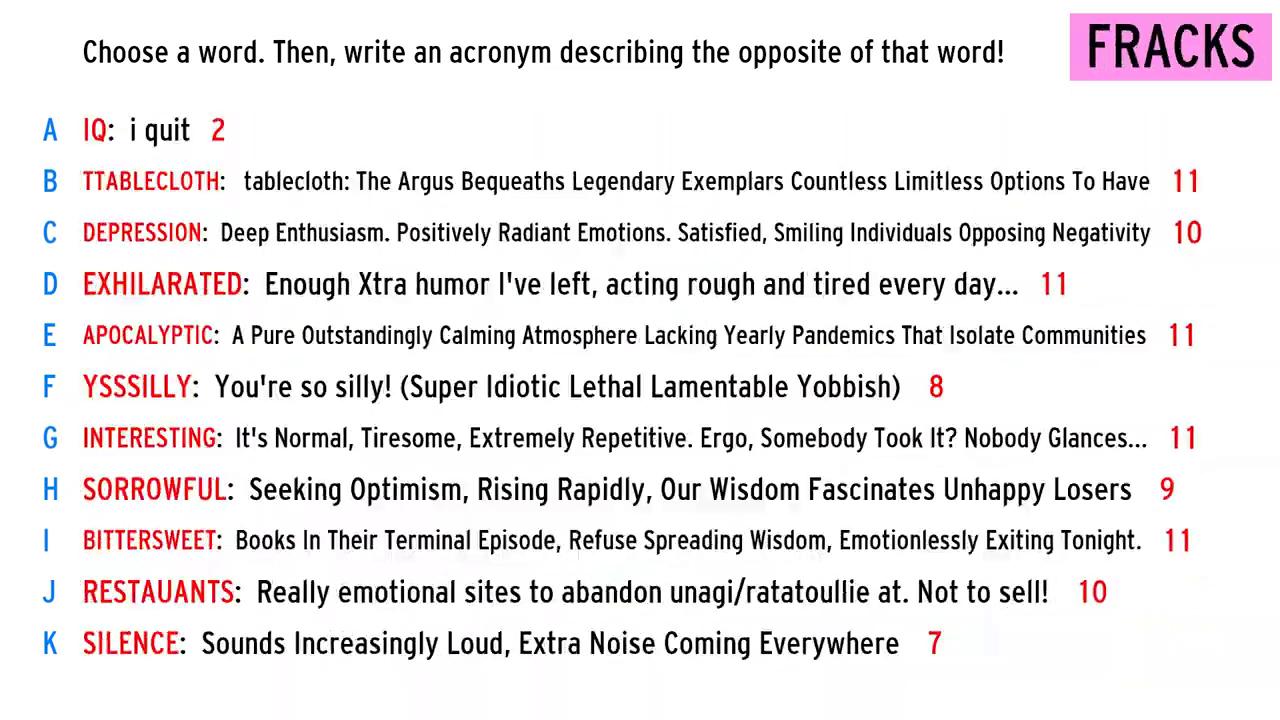 Choose a word. Then, write an acronym describing the opposite of that word!
FRACKS
A IQ: i quit 2
B TTABLECLOTH: tablecloth: The Argus Bequeaths Legendary Exemplars Countless Limitless Options To Have 11
C DEPRESSION: Deep Enthusiasm. Positively Radiant Emotions. Satisfied, Smiling Individuals Opposing Negativity 10
D EXHILARATED: Enough Xtra humor I've left, acting rough and tired every day... 11
E APOCALYPTIC: A Pure Outstandingly Calming Atmosphere Lacking Yearly Pandemics That Isolate Communities 11
F YSSSILLY: You're so silly! (Super Idiotic Lethal Lamentable Yobbish) 8
G INTERESTING: It's Normal, Tiresome, Extremely Repetitive. Ergo, Somebody Took It? Nobody Glances... 11
H SORROWFUL: Seeking Optimism, Rising Rapidly, Our Wisdom Fascinates Unhappy Losers 9
I BITTERSWEET: Books In Their Terminal Episode, Refuse Spreading Wisdom, Emotionlessly Exiting Tonight. 11
J RESTAUANTS: Really emotional sites to abandon unagi/ratatoullie at. Not to sell! 10
K SILENCE: Sounds Increasingly Loud, Extra Noise Coming Everywhere 7